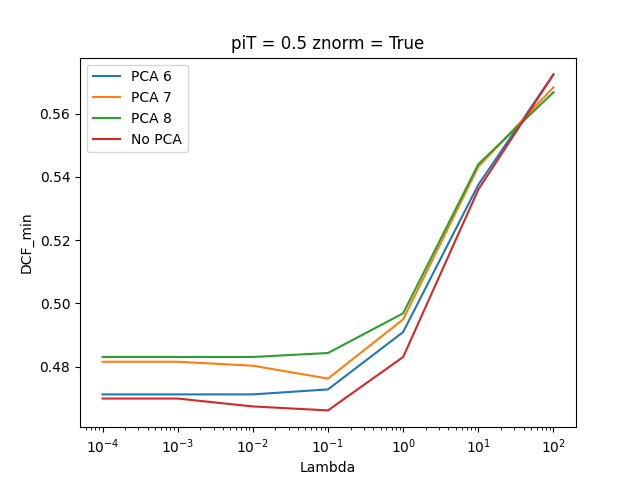 piT = 0.5 znorm = True
PCA 6
PCA 7
PCA 8
No PCA
DCF_min
0.56
0.54
0.52
0.50
0.48
10⁻⁴ 10⁻³ 10⁻² 10⁻¹ 10⁰ 10¹ 10²
Lambda